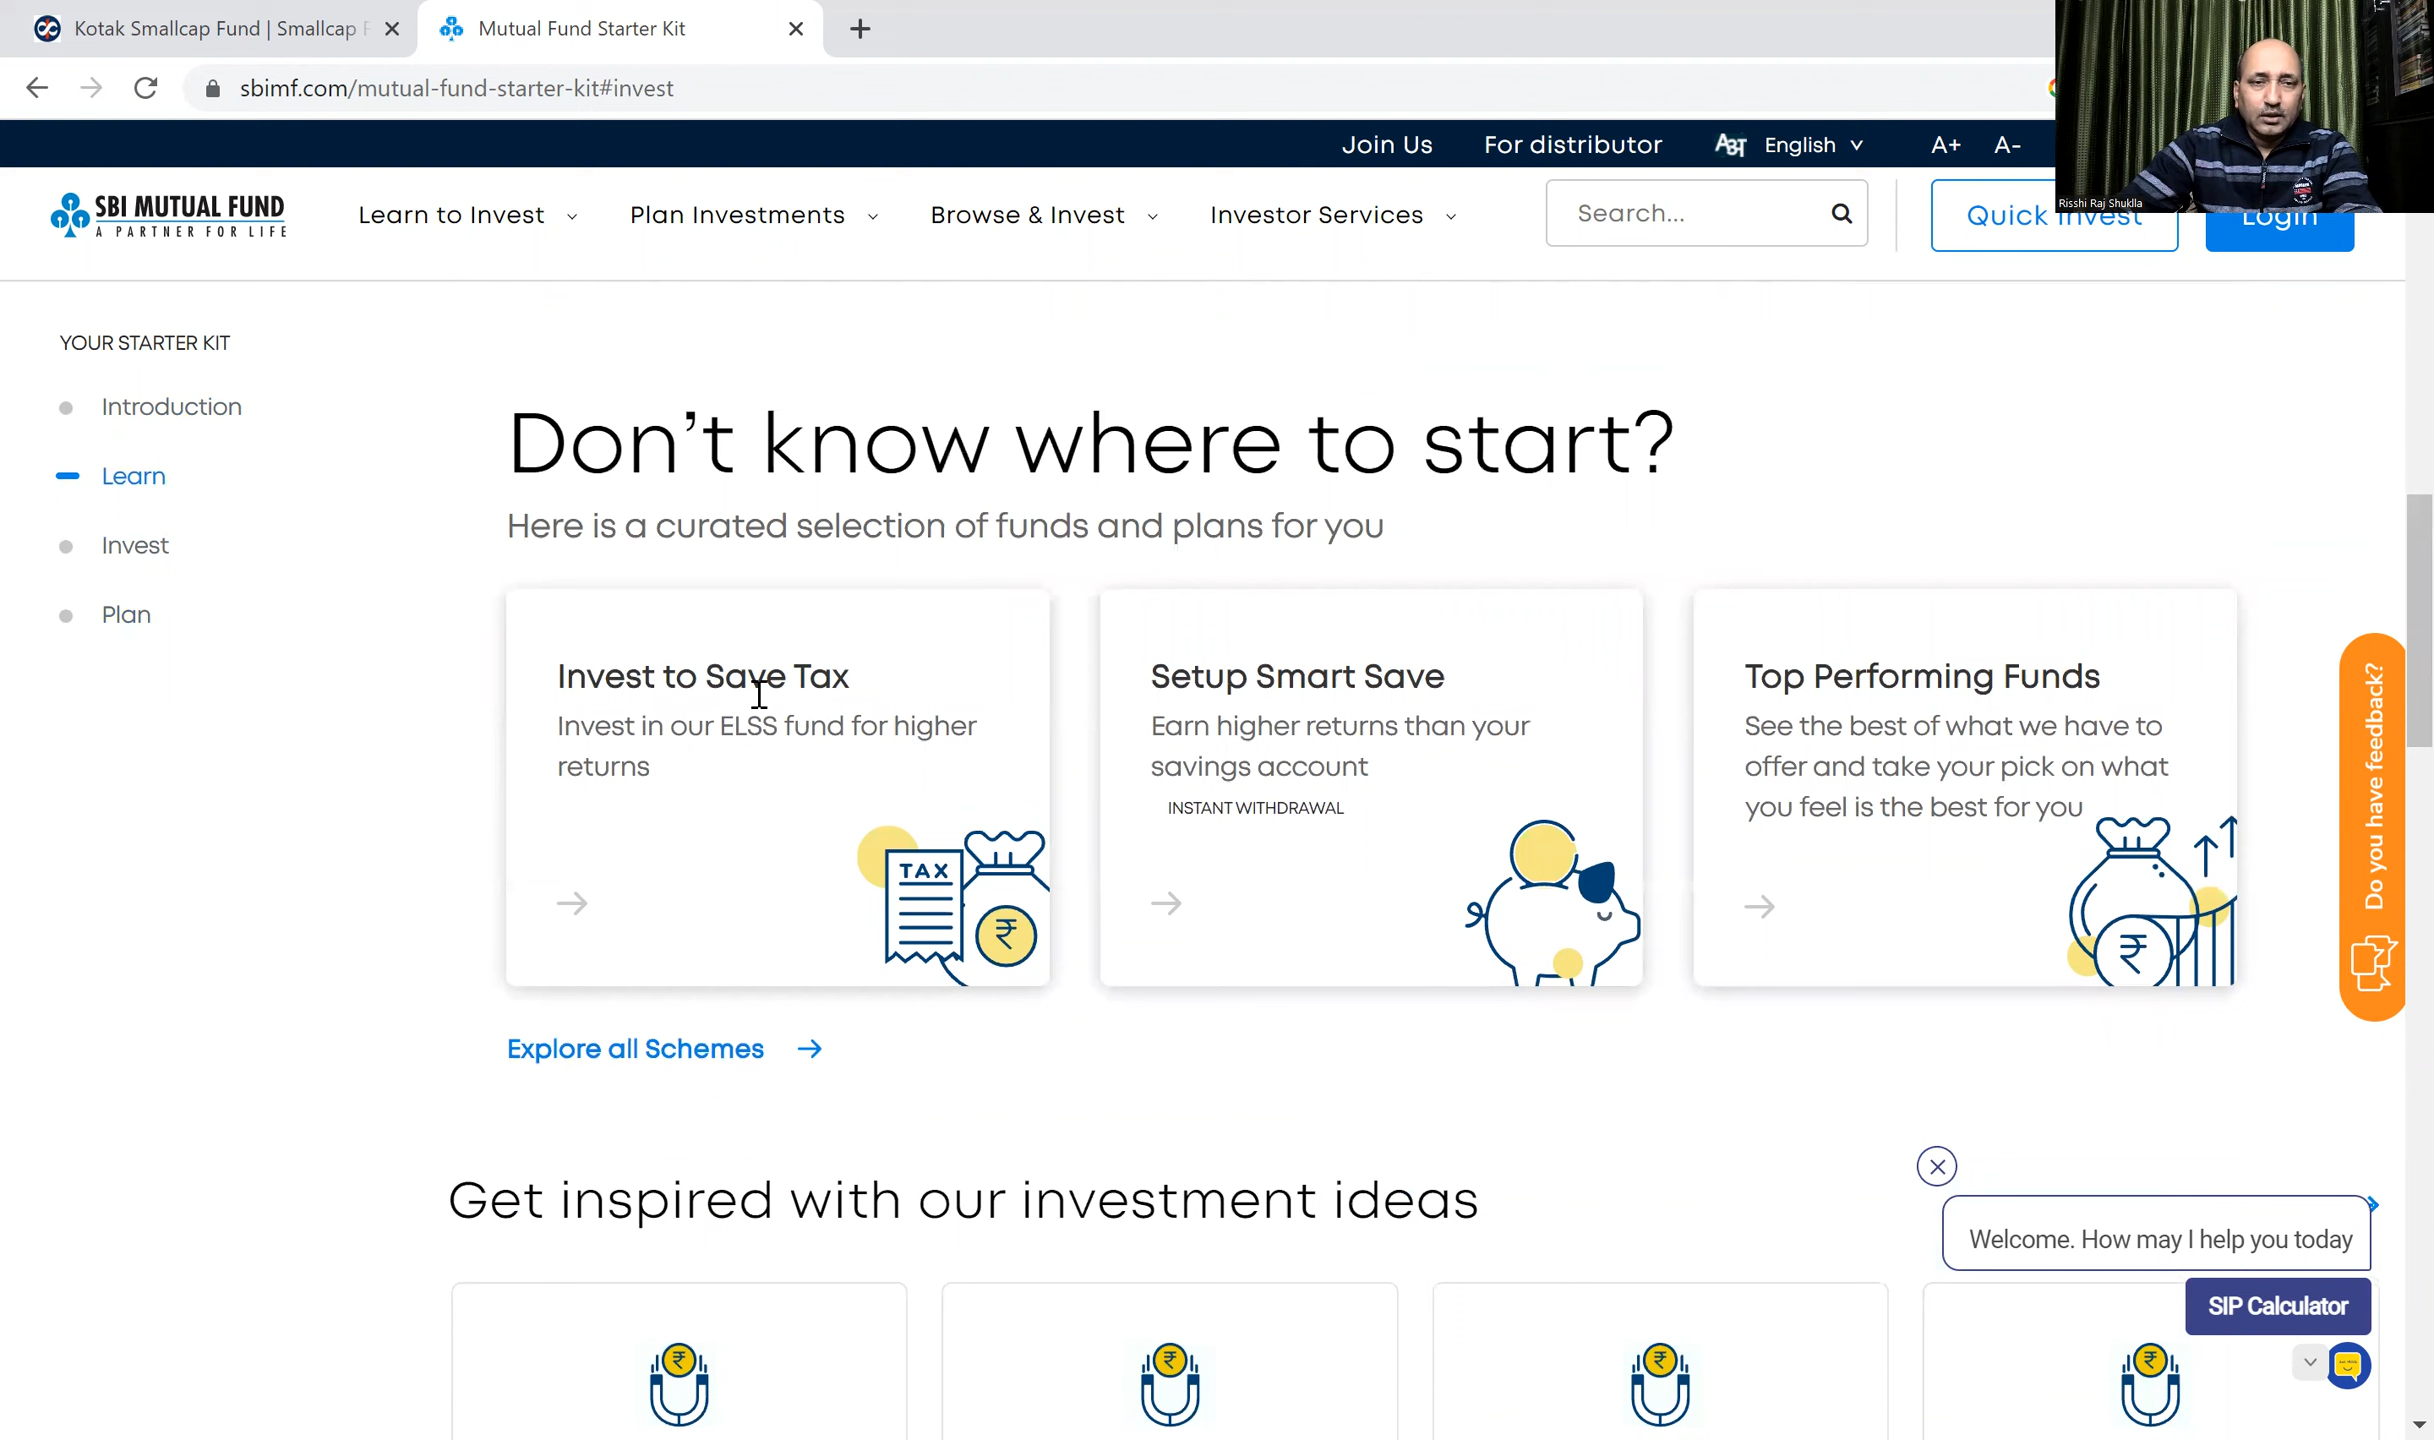 Kotak Smallcap Fund | Smallcap
Mutual Fund Starter Kit
sbimf.com/mutual-fund-starter-kit#invest
Join Us
For distributor
English
A+
A-
Risshi Raj Shuklla
SBI MUTUAL FUND
A PARTNER FOR LIFE
Learn to Invest
Plan Investments
Browse & Invest
Investor Services
Search...
Quick Invest
Login
YOUR STARTER KIT
Introduction
Learn
Invest
Plan
Don’t know where to start?
Here is a curated selection of funds and plans for you
Invest to Save Tax
Invest in our ELSS fund for higher
returns
TAX
₹
Setup Smart Save
Earn higher returns than your
savings account
INSTANT WITHDRAWAL
Top Performing Funds
See the best of what we have to
offer and take your pick on what
you feel is the best for you
₹
Do you have feedback?
Explore all Schemes
Get inspired with our investment ideas
Welcome. How may I help you today
SIP Calculator
₹
₹
₹
₹